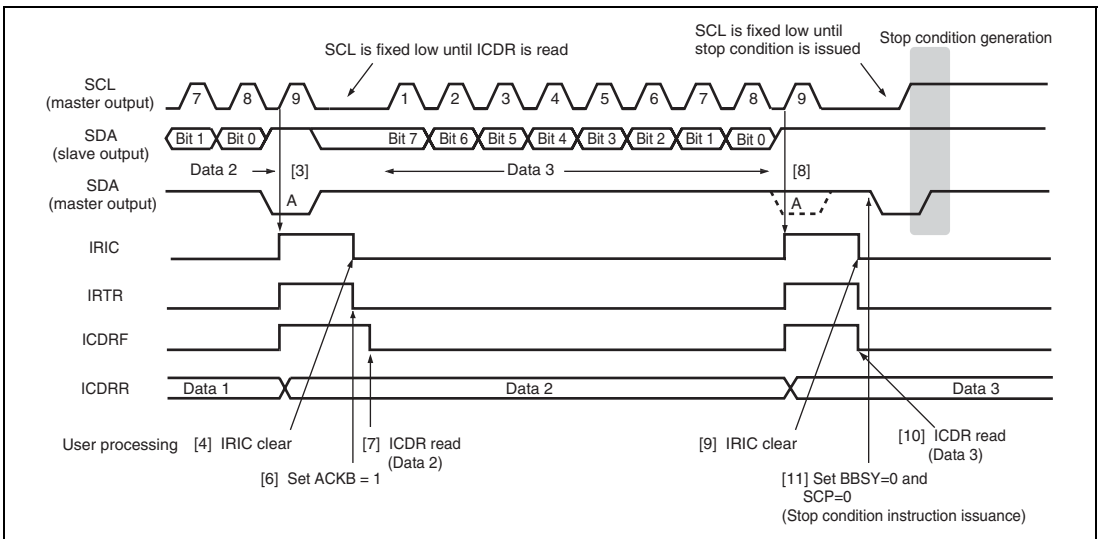 SCL is fixed low until ICDR is read
SCL is fixed low until
stop condition is issued
Stop condition generation
SCL
(master output)
7 8 9 1 2 3 4 5 6 7 8 9
SDA
(slave output)
Bit 1 Bit 0 Bit 7 Bit 6 Bit 5 Bit 4 Bit 3 Bit 2 Bit 1 Bit 0
Data 2 [3] Data 3 [8]
SDA
(master output)
A A
IRIC
IRTR
ICDRF
ICDRR
Data 1 Data 2 Data 3
User processing
[4] IRIC clear
[7] ICDR read
(Data 2)
[6] Set ACKB = 1
[9] IRIC clear
[10] ICDR read
(Data 3)
[11] Set BBSY=0 and
SCP=0
(Stop condition instruction issuance)